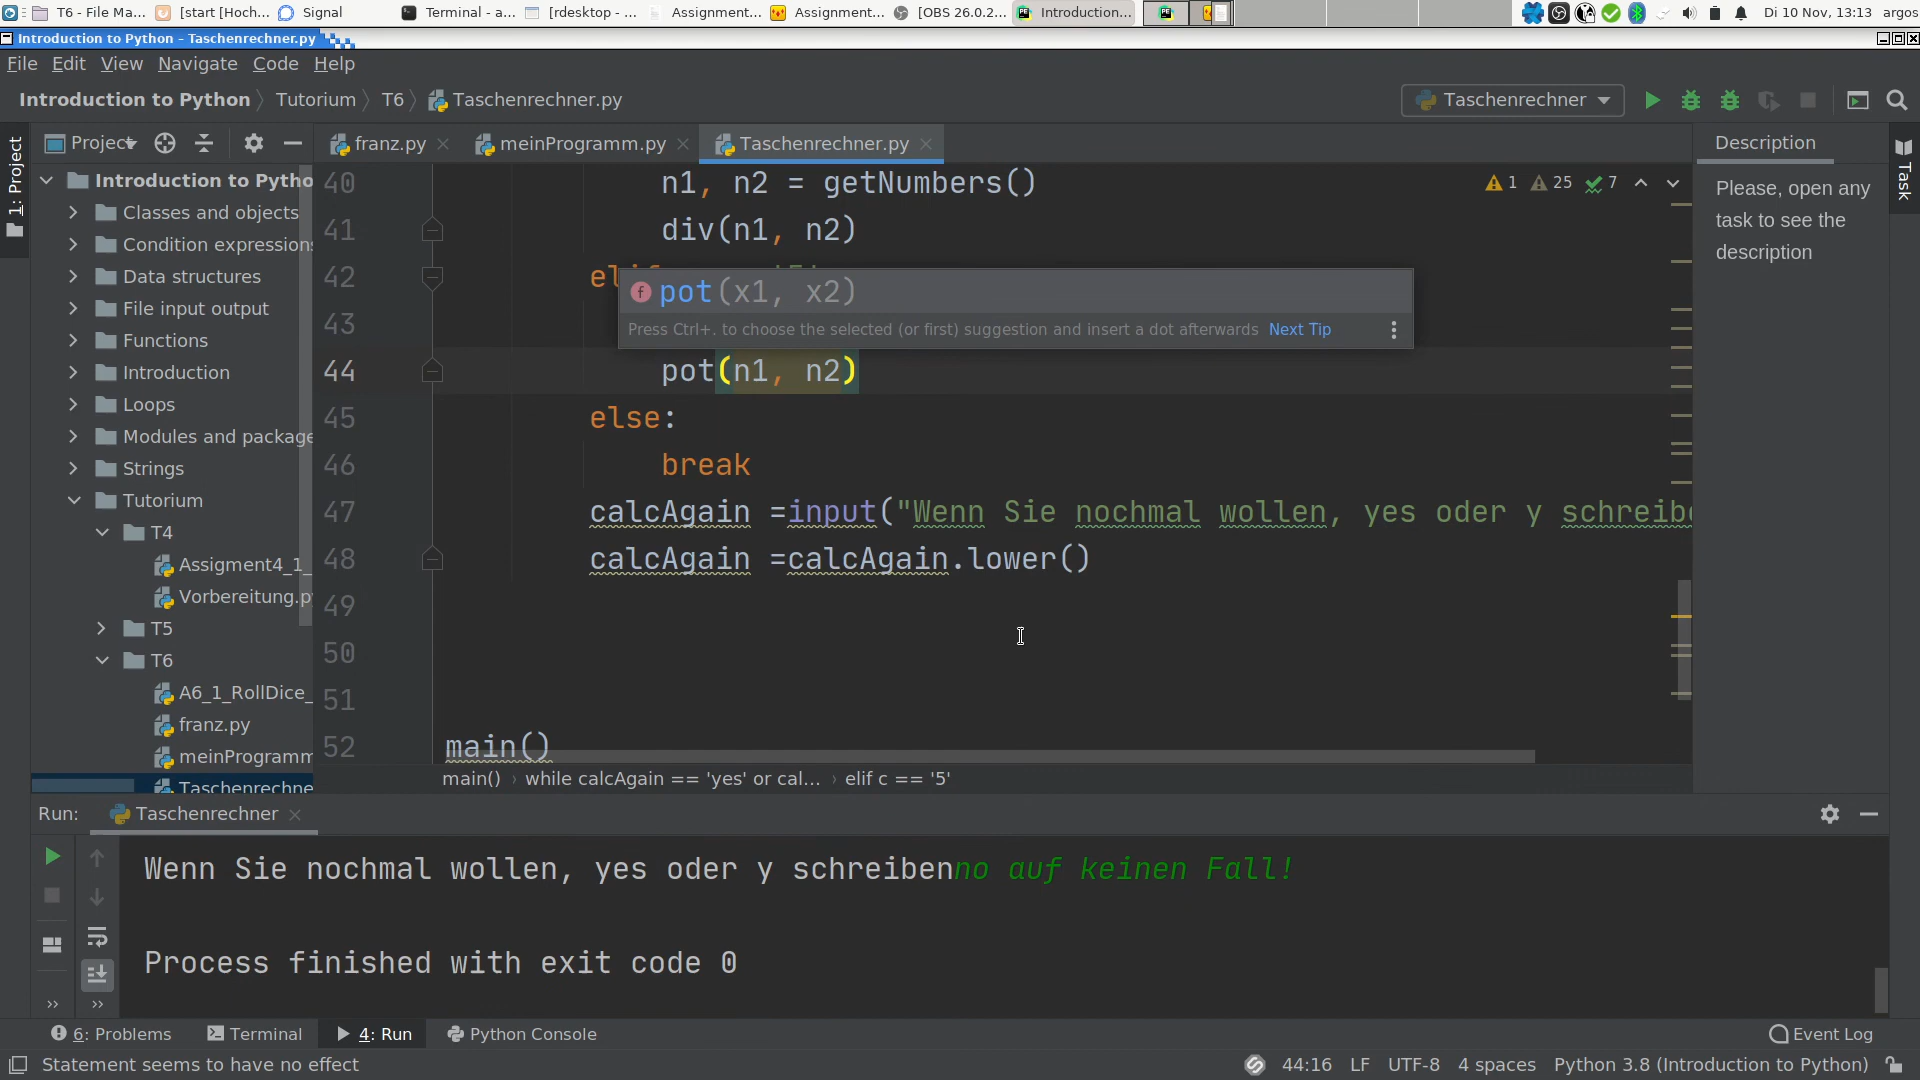 T6 - File Ma...
[start [Hoch...
Signal
Terminal - a...
[rdesktop - ...
Assignment...
Assignment...
[OBS 26.0.2...
Introduction...
Di 10 Nov, 13:13 argos
Introduction to Python - Taschenrechner.py
File Edit View Navigate Code Help
Introduction to Python Tutorium T6 Taschenrechner.py
Taschenrechner
1: Project
Project
franz.py
meinProgramm.py
Taschenrechner.py
Description
Task
Please, open any
task to see the
description
Introduction to Pytho
Classes and objects
Condition expressions
Data structures
File input output
Functions
Introduction
Loops
Modules and package
Strings
Tutorium
T4
Assigment4_1_
Vorbereitung.py
T5
T6
A6_1_RollDice_
franz.py
meinProgramm
Taschenrechne
1 25 7
40 n1, n2 = getNumbers()
41 div(n1, n2)
42
pot(x1, x2)
43
Press Ctrl+. to choose the selected (or first) suggestion and insert a dot afterwards Next Tip
44 pot(n1, n2)
45 else:
46 break
47 calcAgain =input("Wenn Sie nochmal wollen, yes oder y schreibe
48 calcAgain =calcAgain.lower()
49
50
51
52 main()
main() › while calcAgain == 'yes' or cal... › elif c == '5'
Run: Taschenrechner
Wenn Sie nochmal wollen, yes oder y schreibenno auf keinen Fall!
Process finished with exit code 0
6: Problems Terminal 4: Run Python Console Event Log
Statement seems to have no effect
44:16 LF UTF-8 4 spaces Python 3.8 (Introduction to Python)